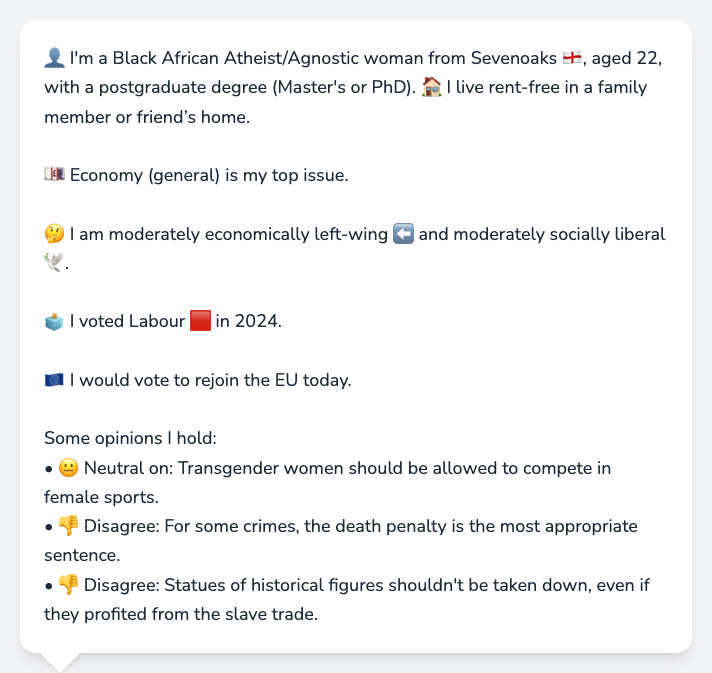 👤 I'm a Black African Atheist/Agnostic woman from Sevenoaks 🏴󠁧󠁢󠁥󠁮󠁧󠁿, aged 22,
with a postgraduate degree (Master's or PhD). 🏠 I live rent-free in a family
member or friend’s home.
💷 Economy (general) is my top issue.
🤔 I am moderately economically left-wing ⬅️ and moderately socially liberal
🕊️.
🗳️ I voted Labour 🟥 in 2024.
🇪🇺 I would vote to rejoin the EU today.
Some opinions I hold:
• 😐 Neutral on: Transgender women should be allowed to compete in
female sports.
• 👎 Disagree: For some crimes, the death penalty is the most appropriate
sentence.
• 👎 Disagree: Statues of historical figures shouldn't be taken down, even if
they profited from the slave trade.